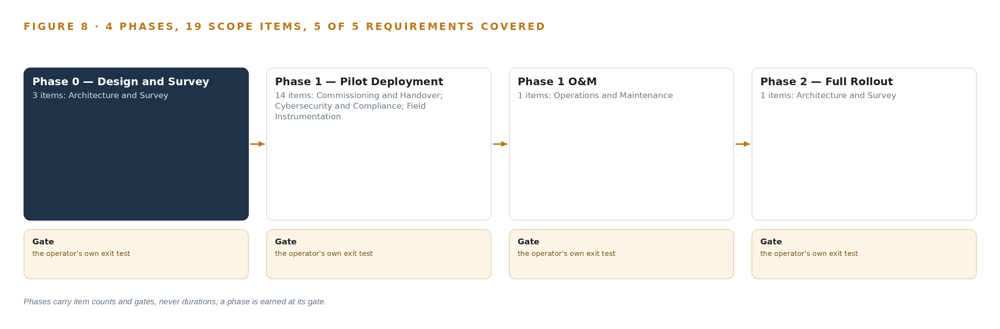 FIGURE 8 · 4 PHASES, 19 SCOPE ITEMS, 5 OF 5 REQUIREMENTS COVERED
Phase 0 — Design and Survey
3 items: Architecture and Survey
Phase 1 — Pilot Deployment
14 items: Commissioning and Handover;
Cybersecurity and Compliance; Field
Instrumentation
Phase 1 O&M
1 items: Operations and Maintenance
Phase 2 — Full Rollout
1 items: Architecture and Survey
Gate
the operator's own exit test
Gate
the operator's own exit test
Gate
the operator's own exit test
Gate
the operator's own exit test
Phases carry item counts and gates, never durations; a phase is earned at its gate.